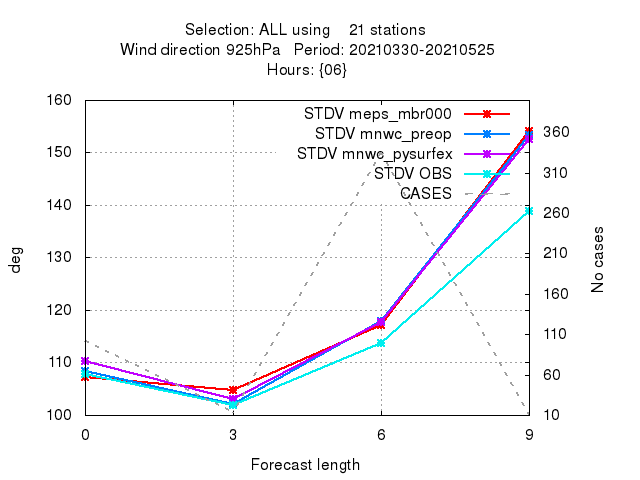 Selection: ALL using    21 stations
Wind direction 925hPa   Period: 20210330-20210525
Hours: {06}
160
150
140
130
120
110
100
deg
STDV meps_mbr000
STDV mnwc_preop
STDV mnwc_pysurfex
STDV OBS
CASES
360
310
260
210
160
110
60
10
No cases
0 3 6 9
Forecast length